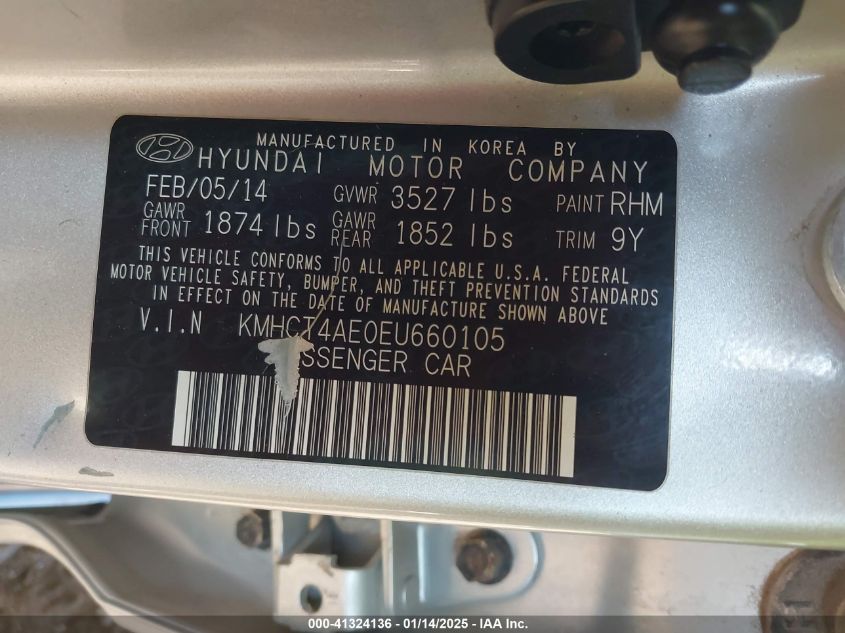 MANUFACTURED IN KOREA BY
HYUNDAI MOTOR COMPANY
FEB/05/14 GVWR 3527 lbs PAINT RHM
GAWR FRONT 1874 lbs GAWR REAR 1852 lbs TRIM 9Y
THIS VEHICLE CONFORMS TO ALL APPLICABLE U.S.A. FEDERAL
MOTOR VEHICLE SAFETY, BUMPER, AND THEFT PREVENTION STANDARDS
IN EFFECT ON THE DATE OF MANUFACTURE SHOWN ABOVE
V.I.N KMHCT4AE0EU660105
SSENGER CAR
000-41324136 - 01/14/2025 - IAA Inc.